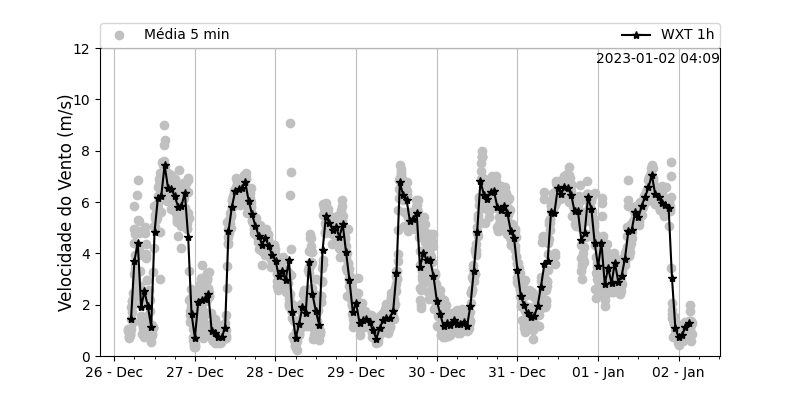 Média 5 min
WXT 1h
2023-01-02 04:09
Velocidade do Vento (m/s)
12
10
8
6
4
2
0
26 - Dec
27 - Dec
28 - Dec
29 - Dec
30 - Dec
31 - Dec
01 - Jan
02 - Jan